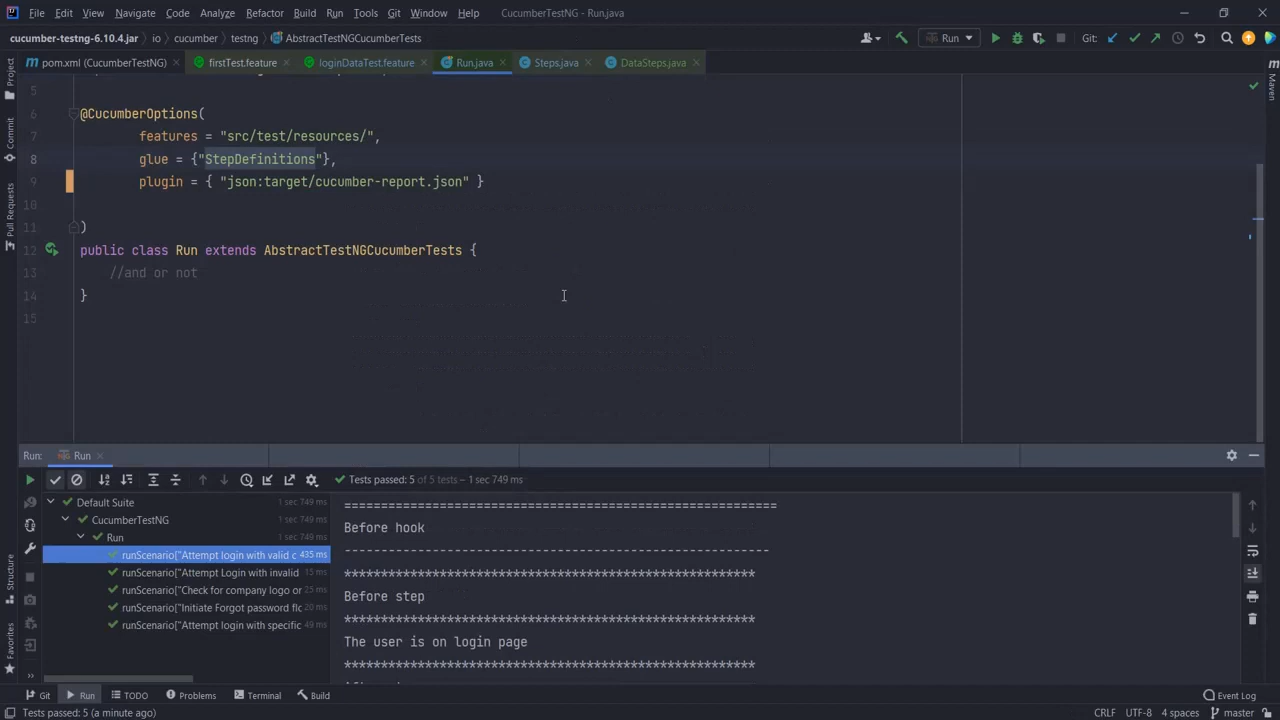 File Edit View Navigate Code Analyze Refactor Build Run Tools Git Window Help CucumberTestNG - Run.java
cucumber-testng-6.10.4.jar io cucumber testng AbstractTestNGCucumberTests Run Git:
Project pom.xml (CucumberTestNG) firstTest.feature loginDataTest.feature Run.java Steps.java DataSteps.java Maven
5
6 @CucumberOptions(
7 features = "src/test/resources/",
8 glue = {"StepDefinitions"},
9 plugin = { "json:target/cucumber-report.json" }
10
11 )
12 public class Run extends AbstractTestNGCucumberTests {
13 //and or not
14 }
15
Commit
Pull Requests
Run: Run
Tests passed: 5 of 5 tests – 1 sec 749 ms
Default Suite 1 sec 749 ms
CucumberTestNG 1 sec 749 ms
Run 1 sec 749 ms
runScenario["Attempt login with valid c 435 ms
runScenario["Attempt Login with invalid 15 ms
runScenario["Check for company logo or 25 ms
runScenario["Initiate Forgot password flc 20 ms
runScenario["Attempt login with specific 49 ms
===========================================================
Before hook
----------------------------------------------------------
********************************************************
Before step
********************************************************
The user is on login page
********************************************************
Structure
Favorites
Git Run TODO Problems Terminal Build Event Log
Tests passed: 5 (a minute ago) CRLF UTF-8 4 spaces master